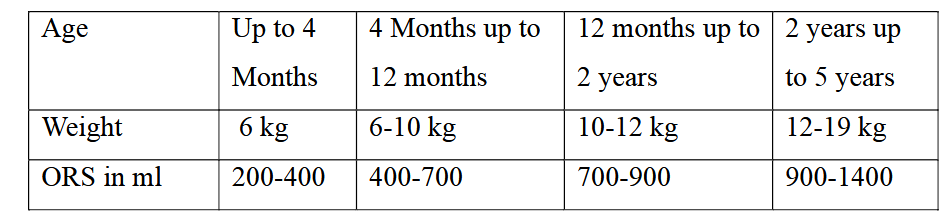 Age Up to 4 4 Months up to 12 months up to 2 years up
Months 12 months 2 years to 5 years
Weight 6 kg 6-10 kg 10-12 kg 12-19 kg
ORS in ml 200-400 400-700 700-900 900-1400